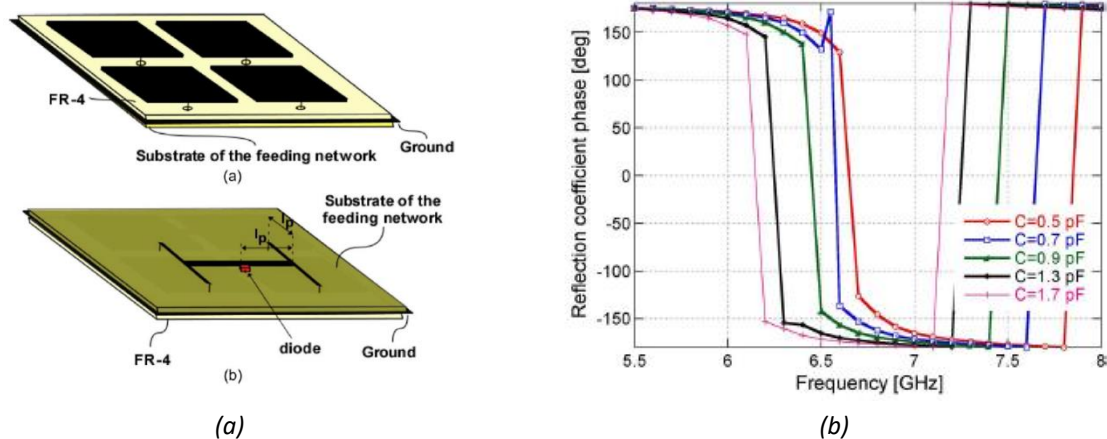 FR-4
Substrate of the feeding network
Ground
(a)
Substrate of the
feeding network
lp
lp
diode
FR-4
Ground
(b)
(a)
Reflection coefficient phase [deg]
150
100
50
0
-50
-100
-150
5.5 6 6.5 7 7.5 8
Frequency [GHz]
C=0.5 pF
C=0.7 pF
C=0.9 pF
C=1.3 pF
C=1.7 pF
(b)